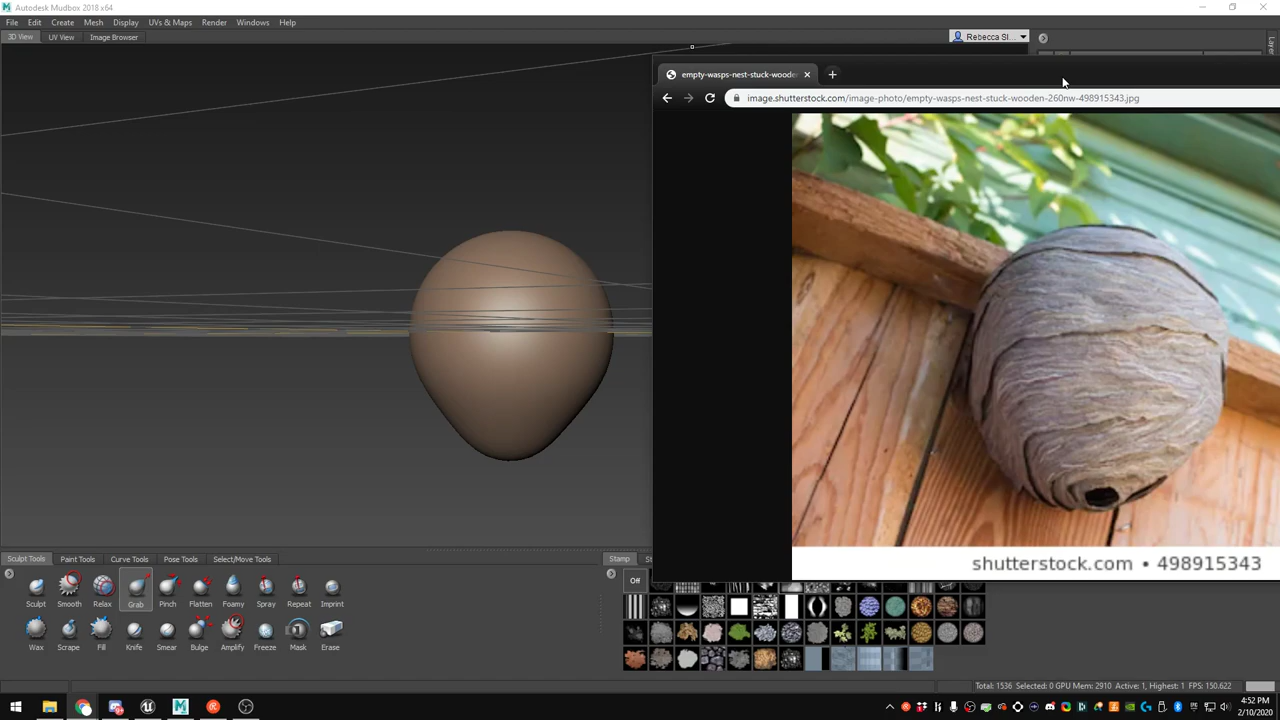 Autodesk Mudbox 2018 x64
File Edit Create Mesh Display UVs & Maps Render Windows Help
3D View UV View Image Browser
Rebecca Sl...
Layer
empty-wasps-nest-stuck-woode
image.shutterstock.com/image-photo/empty-wasps-nest-stuck-wooden-260nw-498915343.jpg
shutterstock.com • 498915343
Sculpt Tools Paint Tools Curve Tools Pose Tools Select/Move Tools
Stamp
Off
Sculpt Smooth Relax Grab Pinch Flatten Foamy Spray Repeat Imprint
Wax Scrape Fill Knife Smear Bulge Amplify Freeze Mask Erase
Total: 1536 Selected: 0 GPU Mem: 2910 Active: 1, Highest: 1 FPS: 150.622
4:52 PM
2/10/2020